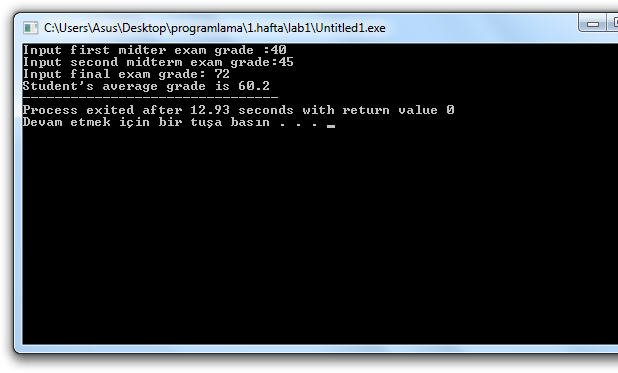 C:\Users\Asus\Desktop\programlama\1.hafta\lab1\Untitled1.exe
Input first midter exam grade :40
Input second midterm exam grade:45
Input final exam grade: 72
Student's average grade is 60.2
--------------------------------
Process exited after 12.93 seconds with return value 0
Devam etmek için bir tuşa basın . . . _